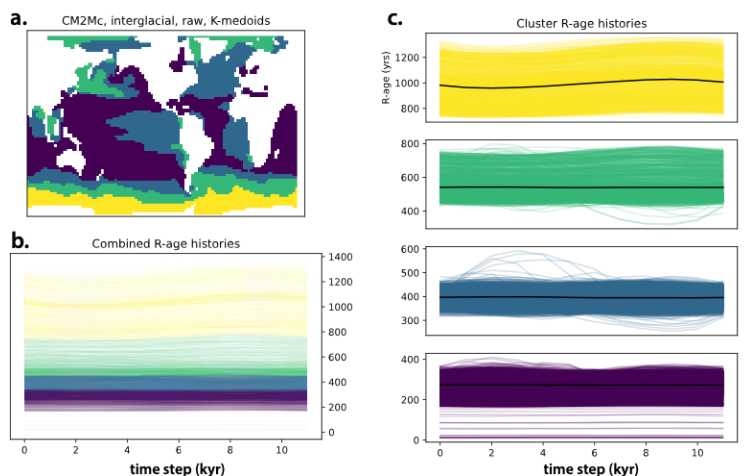 a.
CM2Mc, interglacial, raw, K-medoids
b.
Combined R-age histories
1400
1200
1000
800
600
400
200
0
0 2 4 6 8 10
time step (kyr)
c.
Cluster R-age histories
R-age (yrs)
1200
1000
800
800
600
400
600
500
400
300
400
200
0
0 2 4 6 8 10
time step (kyr)